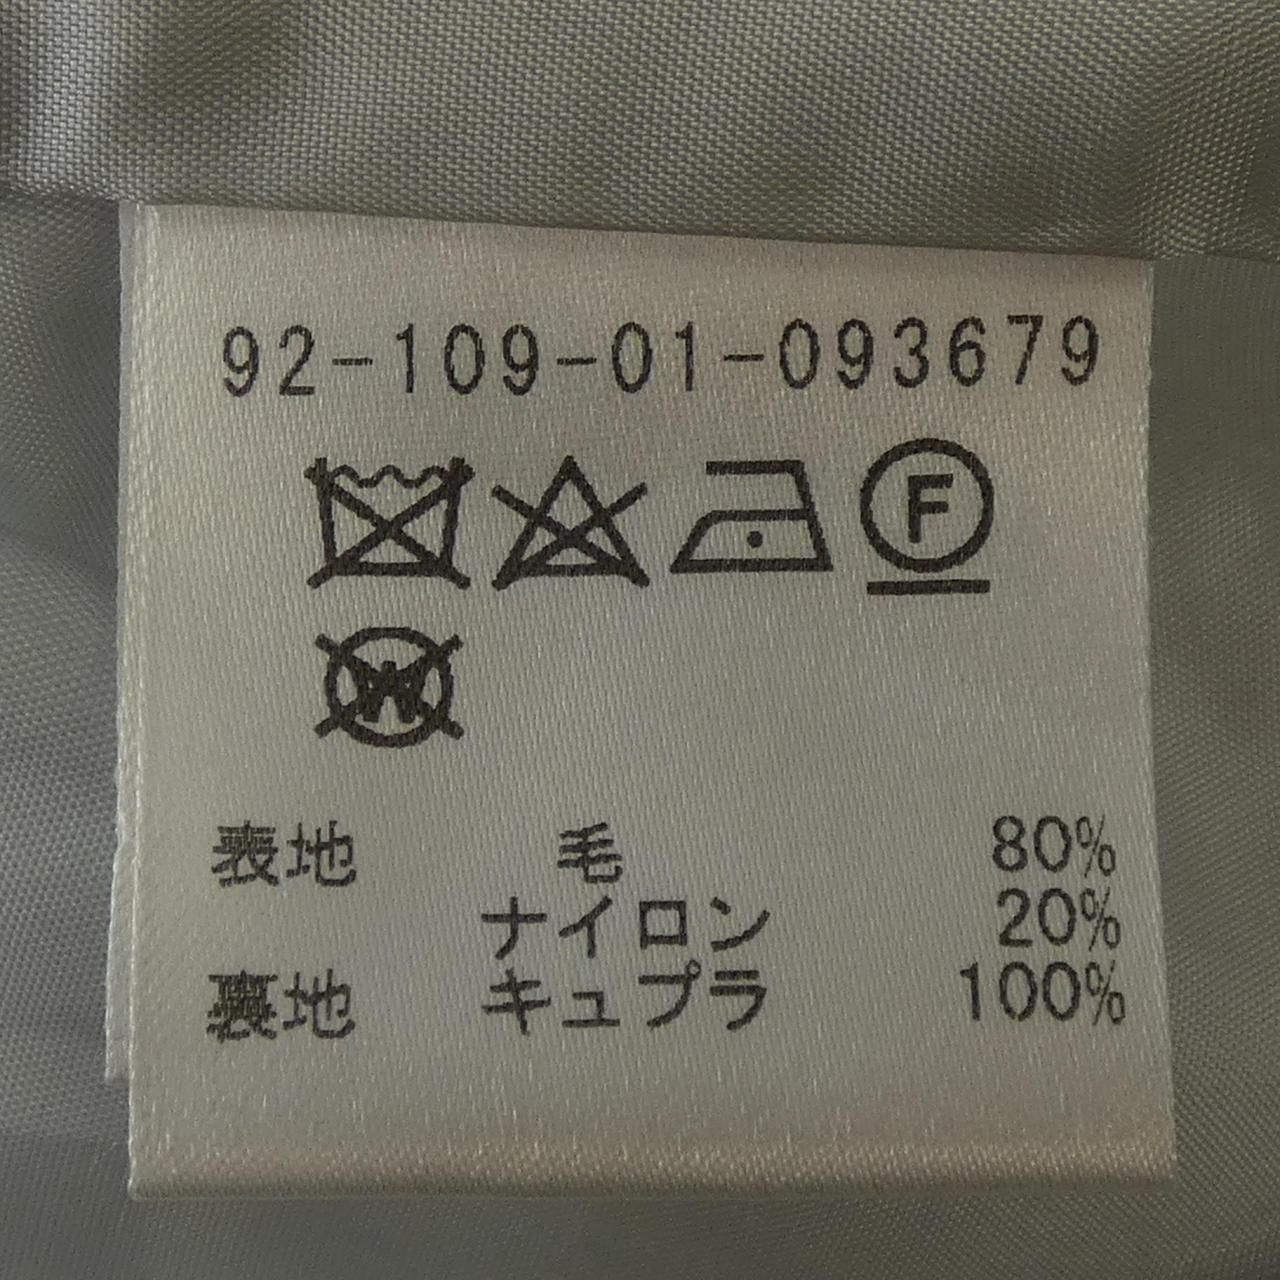 92-109-01-093679
F
W
表地 毛 80%
ナイロン 20%
裏地 キュプラ 100%